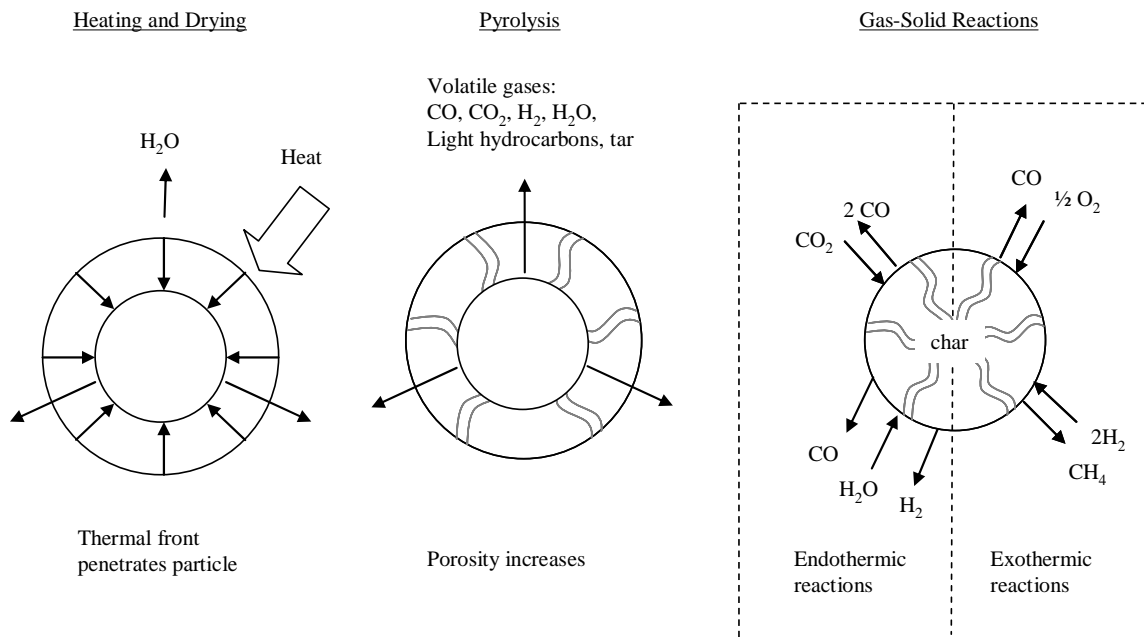 Heating and Drying
H₂O
Heat
Thermal front
penetrates particle
Pyrolysis
Volatile gases:
CO, CO₂, H₂, H₂O,
Light hydrocarbons, tar
Porosity increases
Gas-Solid Reactions
2 CO
CO₂
CO
½ O₂
char
CO
H₂O
H₂
2H₂
CH₄
Endothermic
reactions
Exothermic
reactions